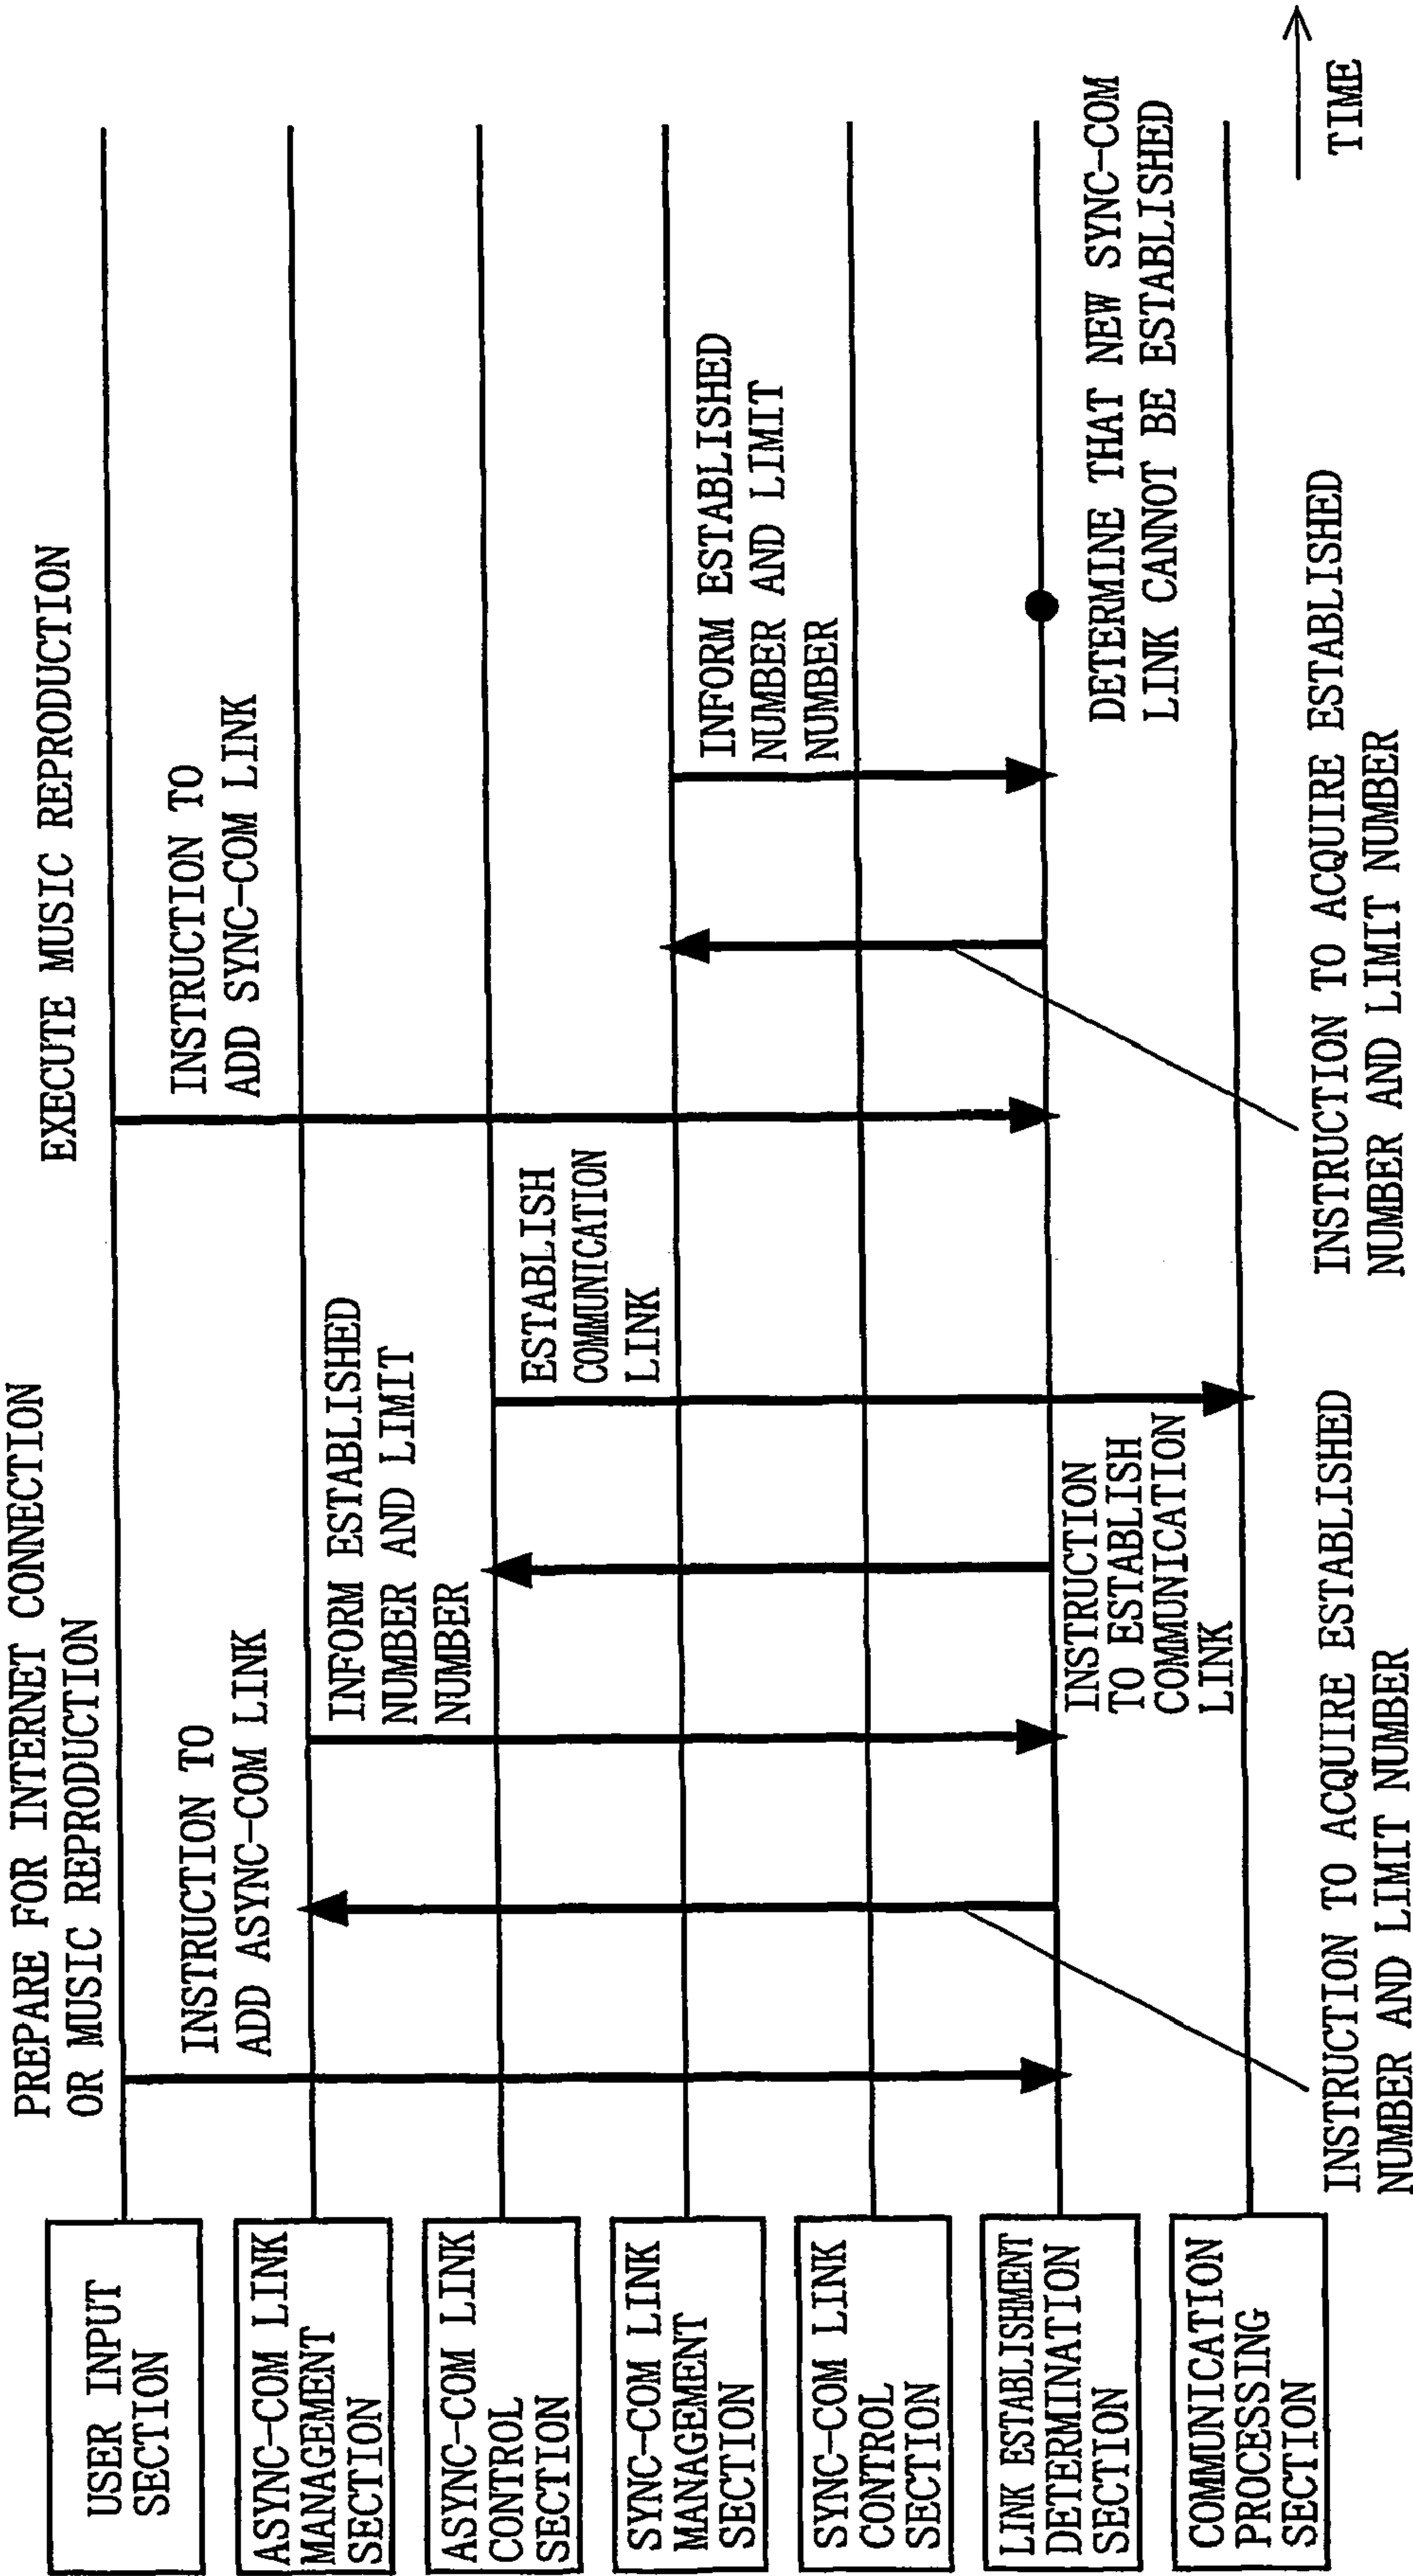 USER INPUT
SECTION
ASYNC-COM LINK
MANAGEMENT
SECTION
ASYNC-COM LINK
CONTROL
SECTION
SYNC-COM LINK
MANAGEMENT
SECTION
SYNC-COM LINK
CONTROL
SECTION
LINK ESTABLISHMENT
DETERMINATION
SECTION
COMMUNICATION
PROCESSING
SECTION
PREPARE FOR INTERNET CONNECTION
OR MUSIC REPRODUCTION
INSTRUCTION TO
ADD ASYNC-COM LINK
INSTRUCTION TO ACQUIRE ESTABLISHED
NUMBER AND LIMIT NUMBER
INFORM ESTABLISHED
NUMBER AND LIMIT
NUMBER
INSTRUCTION
TO ESTABLISH
COMMUNICATION
LINK
ESTABLISH
COMMUNICATION
LINK
EXECUTE MUSIC REPRODUCTION
INSTRUCTION TO
ADD SYNC-COM LINK
INSTRUCTION TO ACQUIRE ESTABLISHED
NUMBER AND LIMIT NUMBER
INFORM ESTABLISHED
NUMBER AND LIMIT
NUMBER
DETERMINE THAT NEW SYNC-COM
LINK CANNOT BE ESTABLISHED
TIME